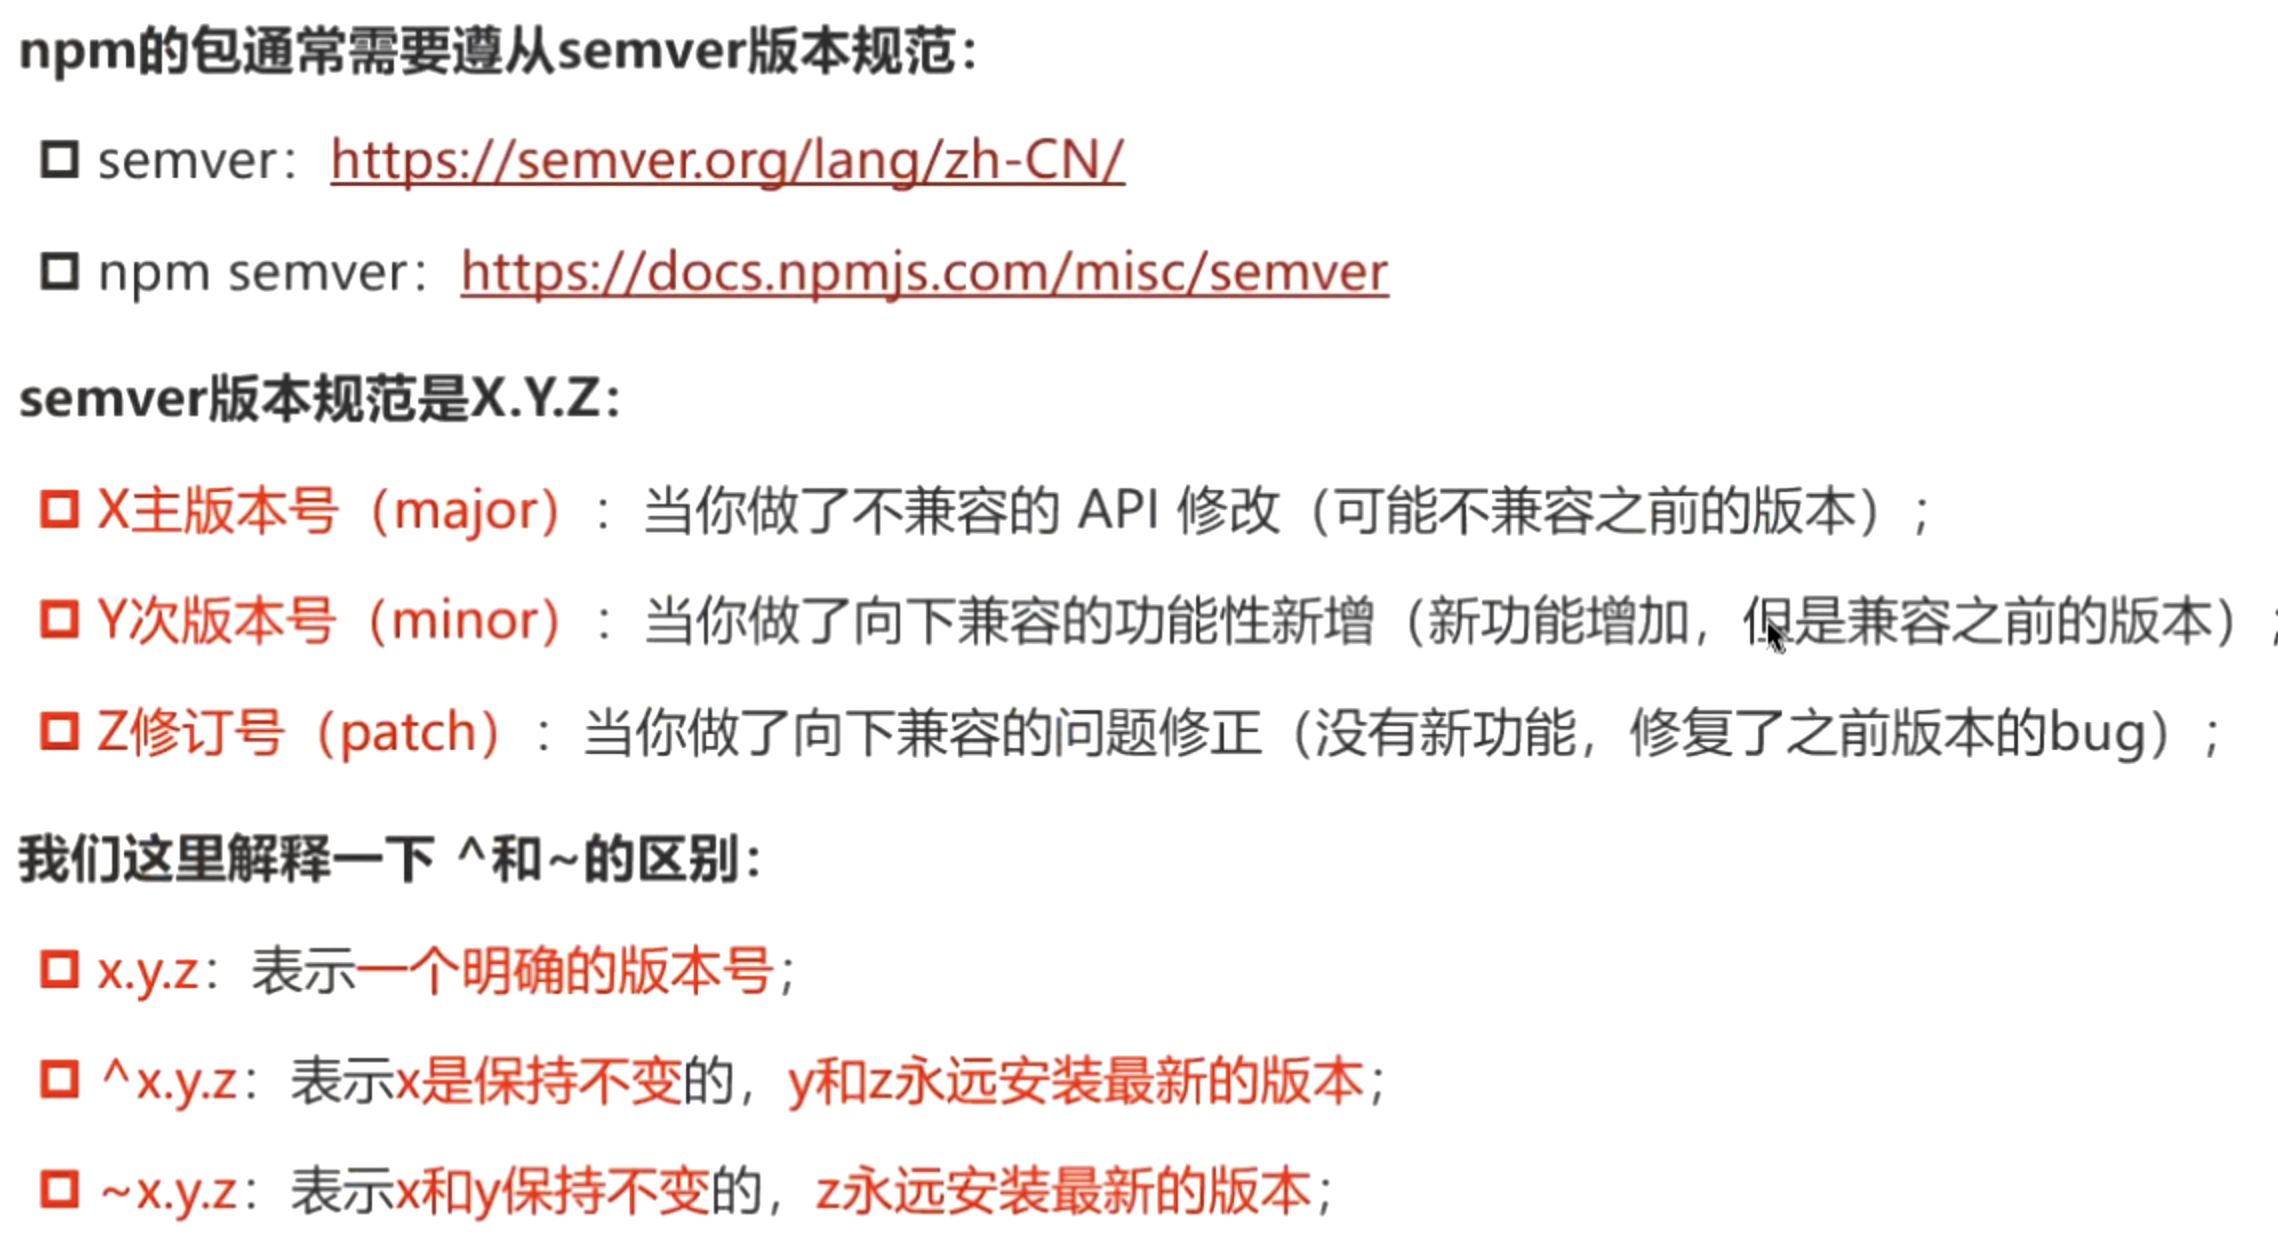 npm的包通常需要遵从semver版本规范：
semver：https://semver.org/lang/zh-CN/
npm semver：https://docs.npmjs.com/misc/semver
semver版本规范是X.Y.Z：
X主版本号（major）：当你做了不兼容的 API 修改（可能不兼容之前的版本）；
Y次版本号（minor）：当你做了向下兼容的功能性新增（新功能增加，但是兼容之前的版本）；
Z修订号（patch）：当你做了向下兼容的问题修正（没有新功能，修复了之前版本的bug）；
我们这里解释一下 ^和~的区别：
x.y.z：表示一个明确的版本号；
^x.y.z：表示x是保持不变的，y和z永远安装最新的版本；
~x.y.z：表示x和y保持不变的，z永远安装最新的版本；